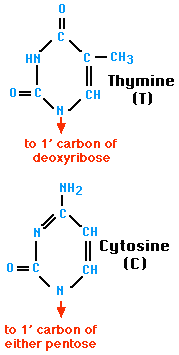 O
C
HN
C
CH3
O
C
CH
N
Thymine
(T)
to 1' carbon of
deoxyribose
NH2
C
N
CH
O
C
CH
N
Cytosine
(C)
to 1' carbon of
either pentose